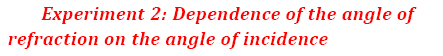 Experiment 2: Dependence of the angle of
refraction on the angle of incidence